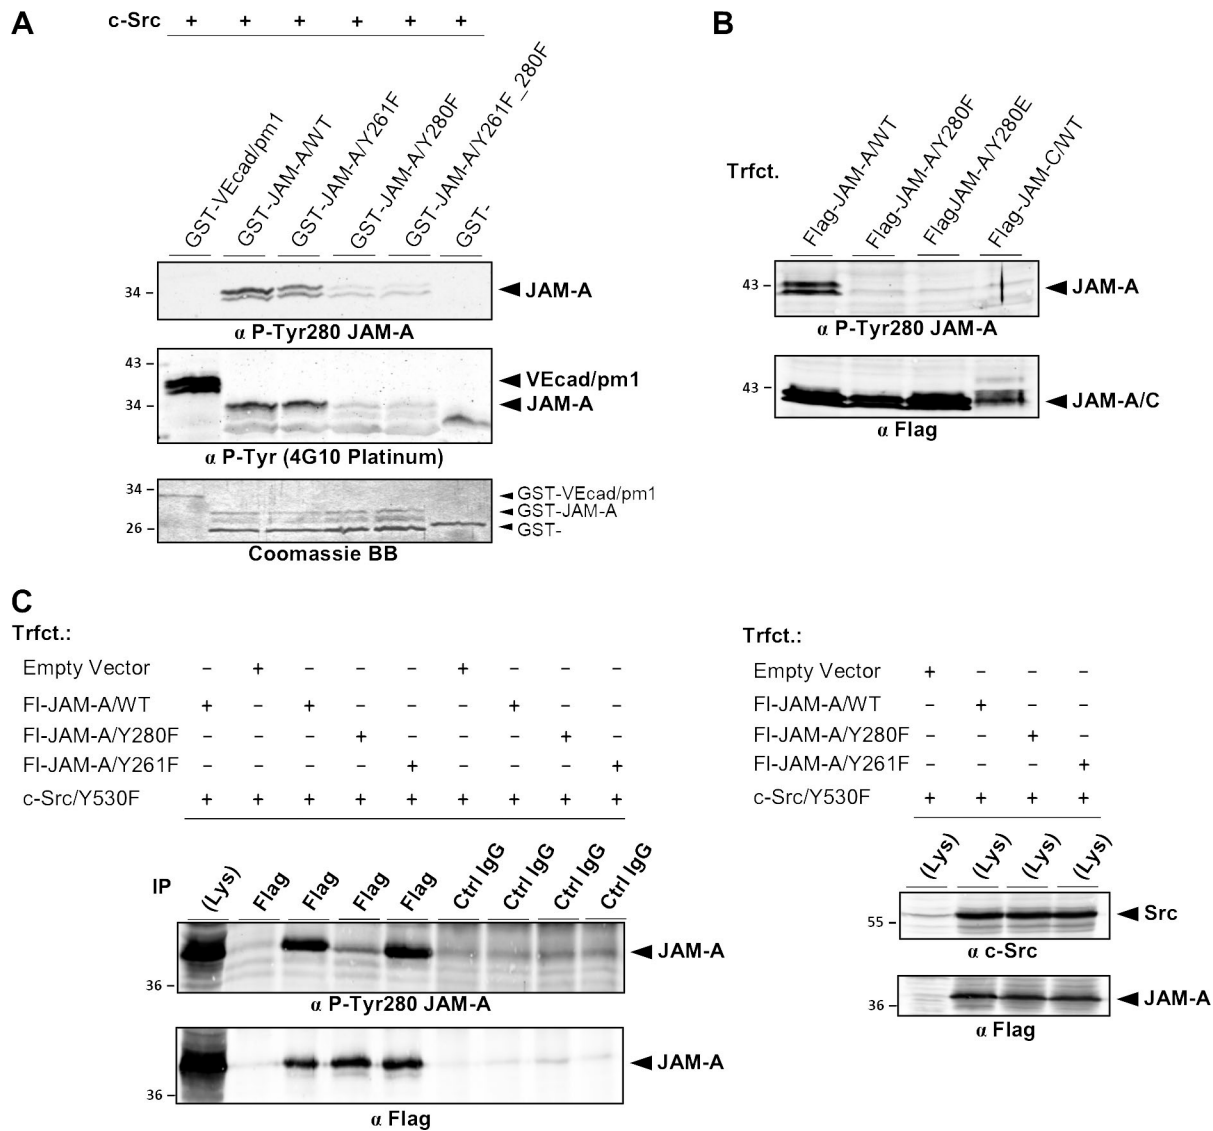 A
c-Src + + + + + +
GST-VEcad/pm1
GST-JAM-A/WT
GST-JAM-A/Y261F
GST-JAM-A/Y280F
GST-JAM-A/Y261F_280F
GST-
34 – JAM-A
α P-Tyr280 JAM-A
43 – VEcad/pm1
34 – JAM-A
α P-Tyr (4G10 Platinum)
34 – GST-VEcad/pm1
GST-JAM-A
26 – GST-
Coomassie BB
B
Trfct.
Flag-JAM-A/WT
Flag-JAM-A/Y280F
FlagJAM-A/Y280E
Flag-JAM-C/WT
43 – JAM-A
α P-Tyr280 JAM-A
43 –
JAM-A/C
α Flag
C
Trfct.:
Empty Vector – + – – – + – – –
Fl-JAM-A/WT + – + – – – + – –
Fl-JAM-A/Y280F – – – + – – – + –
Fl-JAM-A/Y261F – – – – + – – – +
c-Src/Y530F + + + + + + + + +
IP (Lys) Flag Flag Flag Flag Ctrl IgG Ctrl IgG Ctrl IgG Ctrl IgG
JAM-A
36 –
α P-Tyr280 JAM-A
JAM-A
36 –
α Flag
Trfct.:
Empty Vector + – – –
Fl-JAM-A/WT – + – –
Fl-JAM-A/Y280F – – + –
Fl-JAM-A/Y261F – – – +
c-Src/Y530F + + + +
(Lys) (Lys) (Lys) (Lys)
55 – Src
α c-Src
36 – JAM-A
α Flag